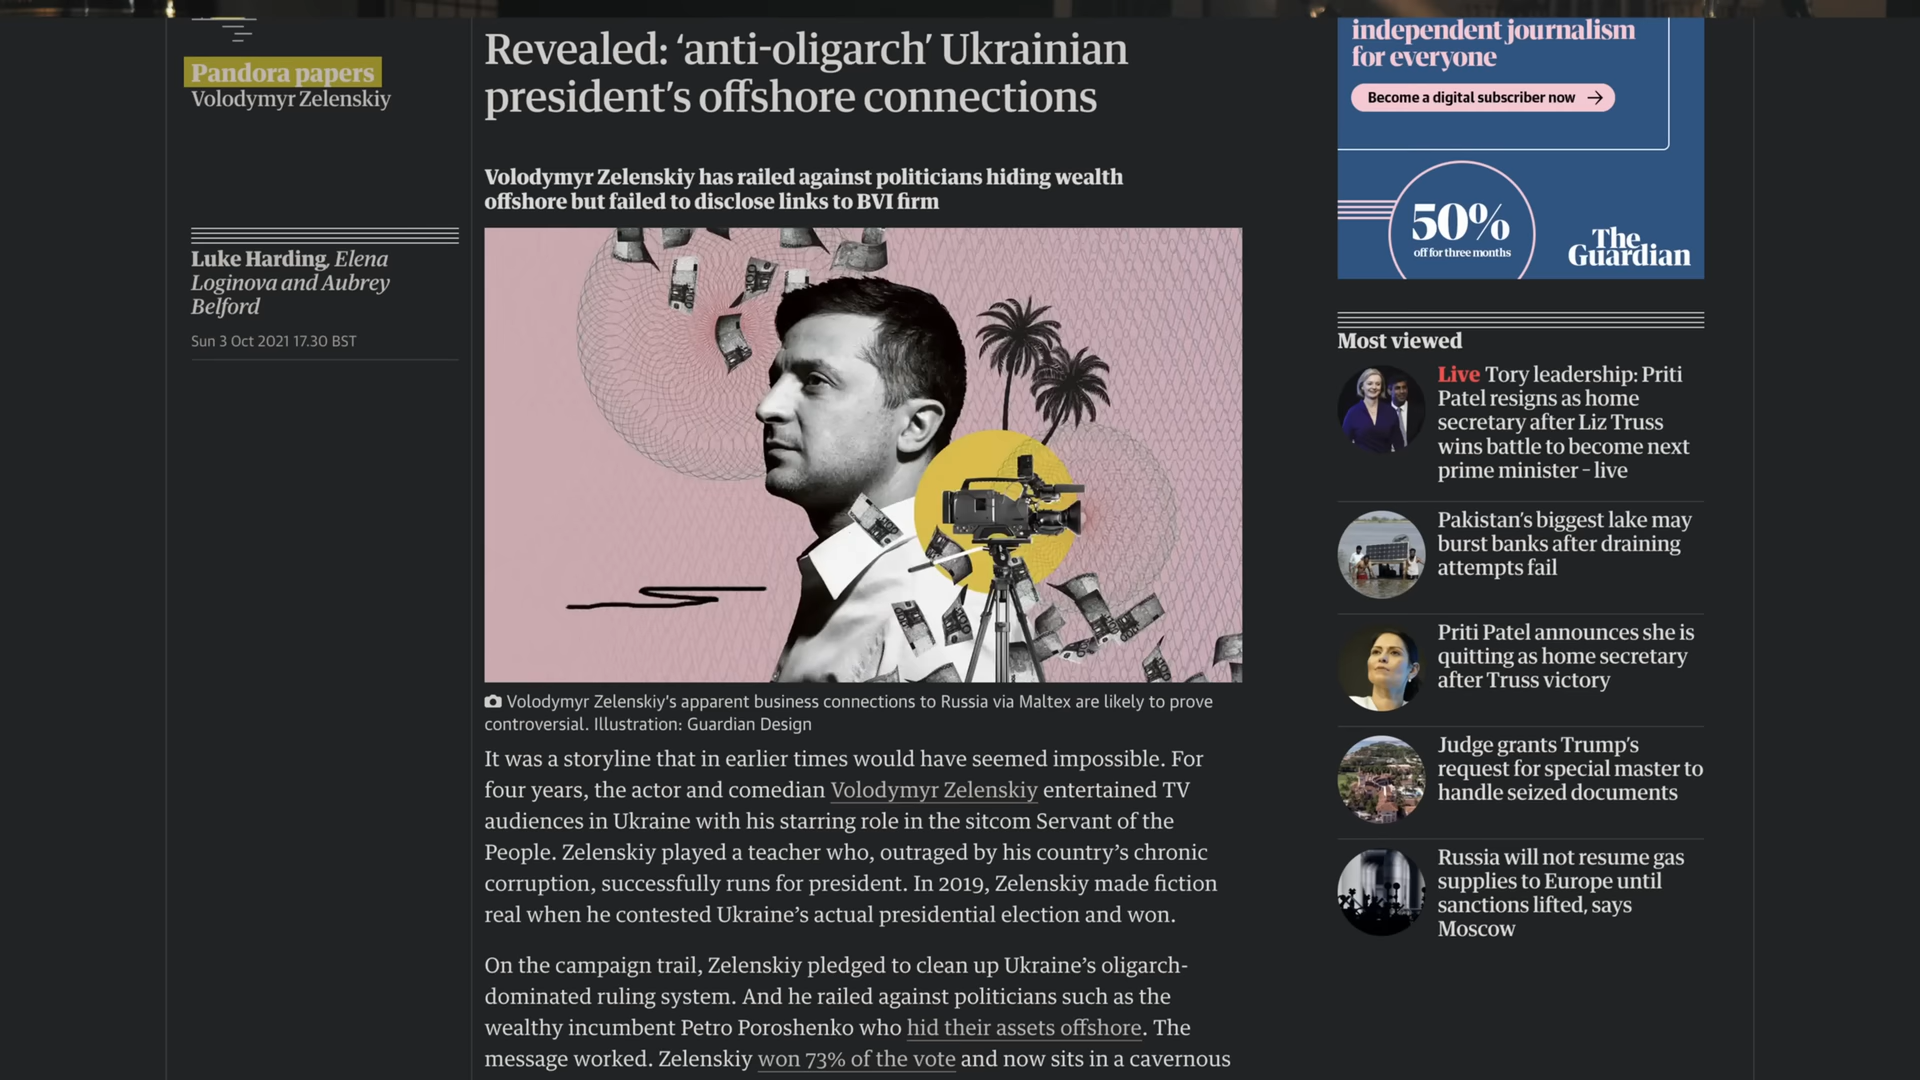 Pandora papers
Volodymyr Zelenskiy
Luke Harding, Elena
Loginova and Aubrey
Belford
Sun 3 Oct 2021 17.30 BST
Revealed: ‘anti-oligarch’ Ukrainian
president’s offshore connections
Volodymyr Zelenskiy has railed against politicians hiding wealth
offshore but failed to disclose links to BVI firm
Volodymyr Zelenskiy’s apparent business connections to Russia via Maltex are likely to prove
controversial. Illustration: Guardian Design
It was a storyline that in earlier times would have seemed impossible. For
four years, the actor and comedian Volodymyr Zelenskiy entertained TV
audiences in Ukraine with his starring role in the sitcom Servant of the
People. Zelenskiy played a teacher who, outraged by his country’s chronic
corruption, successfully runs for president. In 2019, Zelenskiy made fiction
real when he contested Ukraine’s actual presidential election and won.
On the campaign trail, Zelenskiy pledged to clean up Ukraine’s oligarch-
dominated ruling system. And he railed against politicians such as the
wealthy incumbent Petro Poroshenko who hid their assets offshore. The
message worked. Zelenskiy won 73% of the vote and now sits in a cavernous
independent journalism
for everyone
Become a digital subscriber now
50%
off for three months
The
Guardian
Most viewed
Live Tory leadership: Priti
Patel resigns as home
secretary after Liz Truss
wins battle to become next
prime minister – live
Pakistan’s biggest lake may
burst banks after draining
attempts fail
Priti Patel announces she is
quitting as home secretary
after Truss victory
Judge grants Trump’s
request for special master to
handle seized documents
Russia will not resume gas
supplies to Europe until
sanctions lifted, says
Moscow